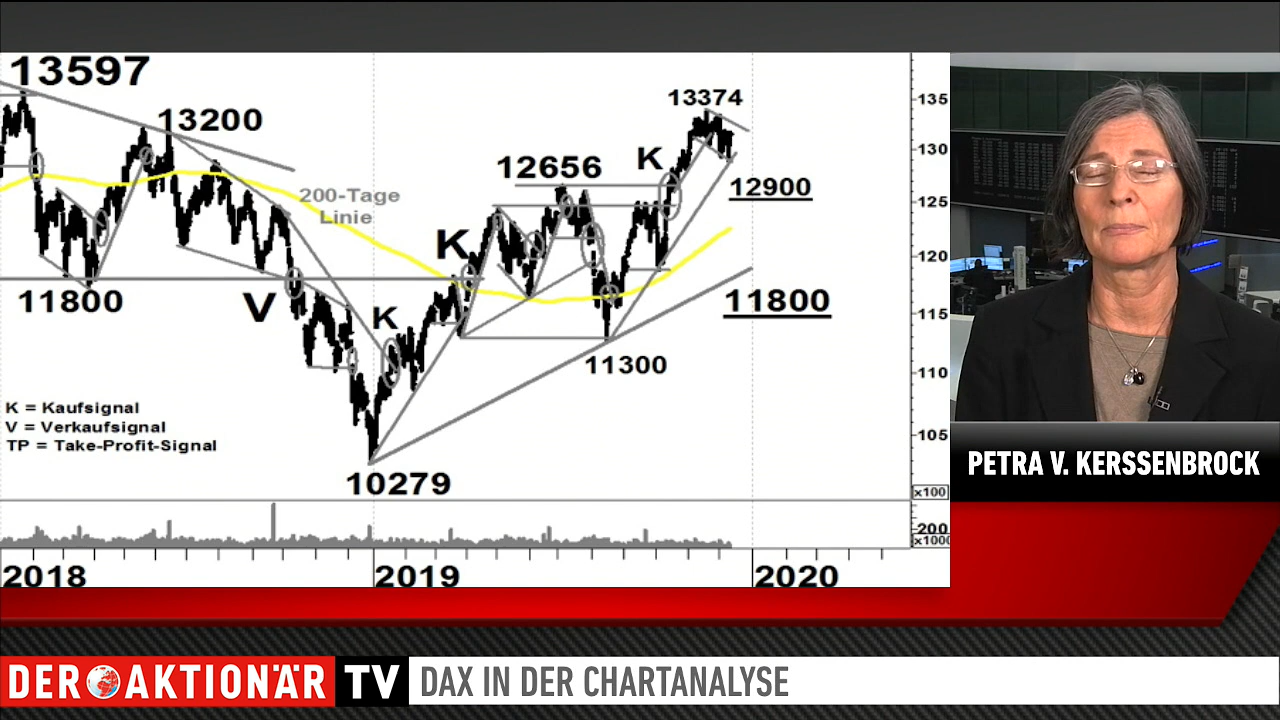 13597
13200
13374
135
130
125
120
115
110
105
x100
12656
K
12900
200-Tage
Linie
K
11800
V
K
11800
11300
K = Kaufsignal
V = Verkaufsignal
TP = Take-Profit-Signal
10279
20.0
x1000
2018
2019
2020
PETRA V. KERSSENBROCK
DER AKTIONÄR TV
DAX IN DER CHARTANALYSE